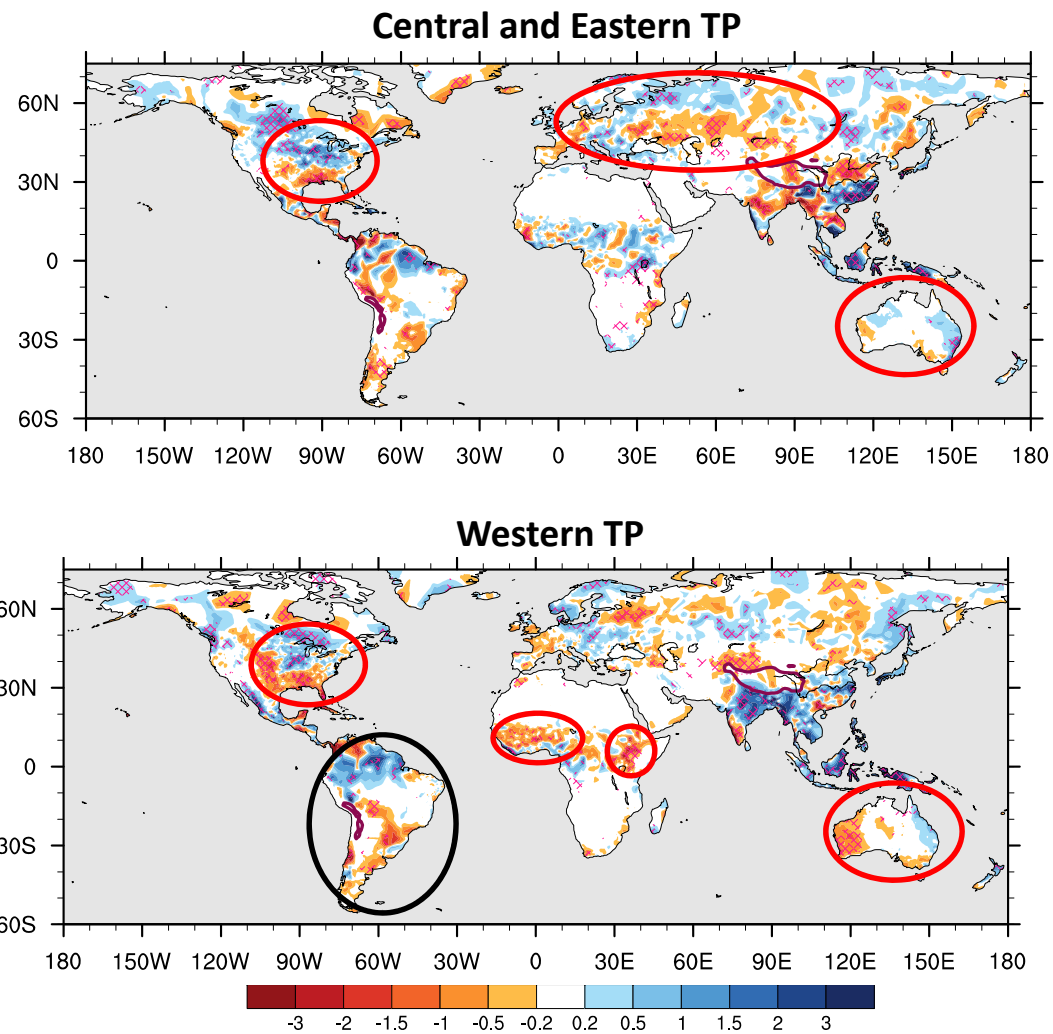 Central and Eastern TP
60N
30N
0
30S
60S
180 150W 120W 90W 60W 30W 0 30E 60E 90E 120E 150E 180
Western TP
60N
30N
0
30S
60S
180 150W 120W 90W 60W 30W 0 30E 60E 90E 120E 150E 180
-3 -2 -1.5 -1 -0.5 -0.2 0.2 0.5 1 1.5 2 3